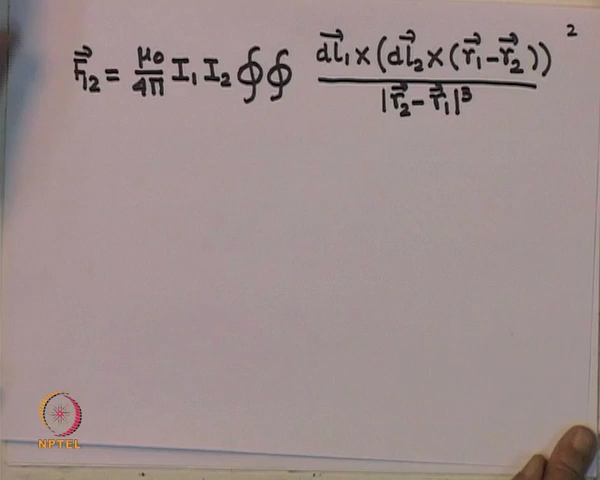 2
F⃗₁₂ = μ₀/4π I₁ I₂ ∮∮ dl⃗₁ × (dl⃗₂ × (r⃗₁ − r⃗₂)) / |r⃗₂ − r⃗₁|³
NPTEL